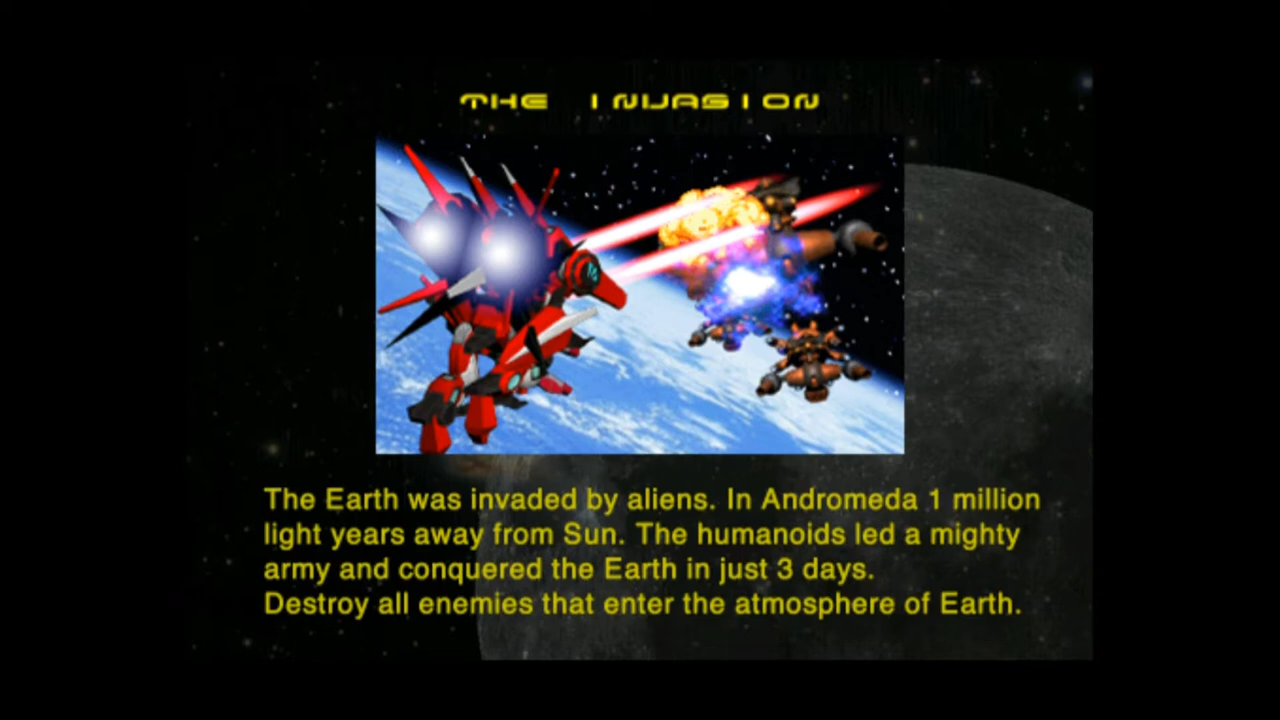 THE INVASION
The Earth was invaded by aliens. In Andromeda 1 million
light years away from Sun. The humanoids led a mighty
army and conquered the Earth in just 3 days.
Destroy all enemies that enter the atmosphere of Earth.